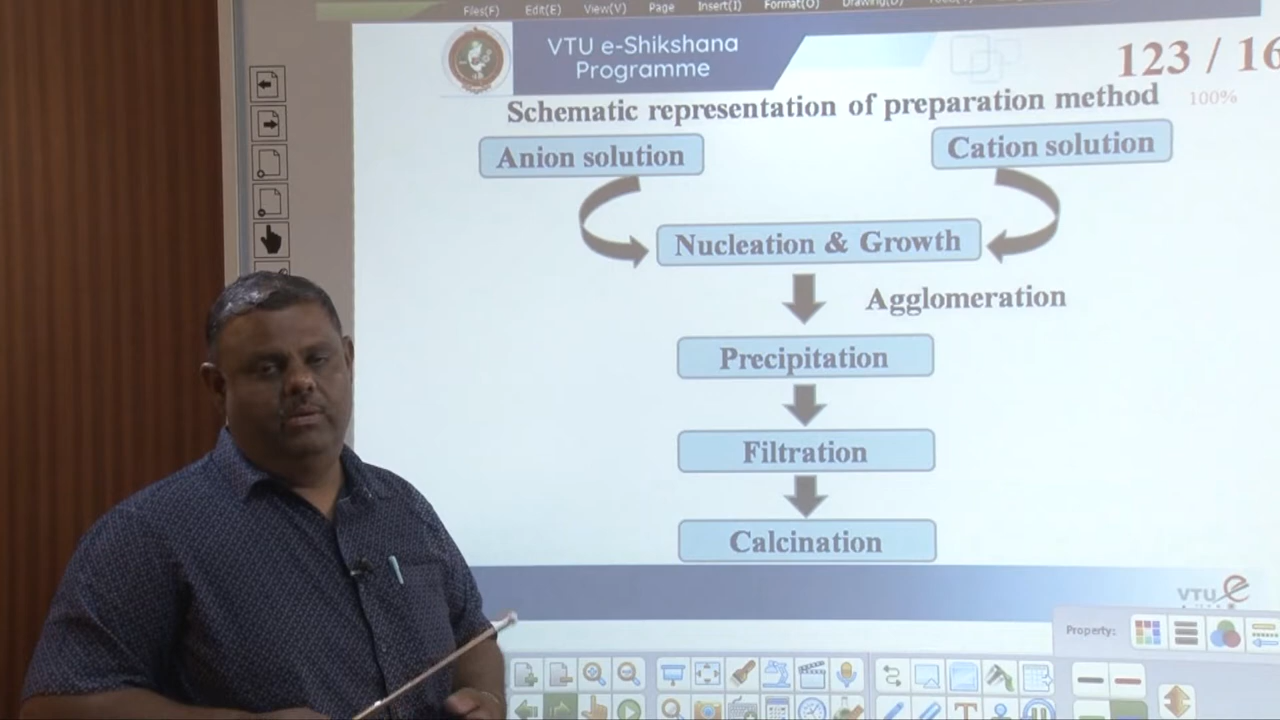 Files(F) Edit(E) View(V) Page Insert(I) Format(O) Drawing(D)
VTU e-Shikshana
Programme
123 / 16
100%
Schematic representation of preparation method
Anion solution
Cation solution
Nucleation & Growth
Agglomeration
Precipitation
Filtration
Calcination
VTU e
Property: